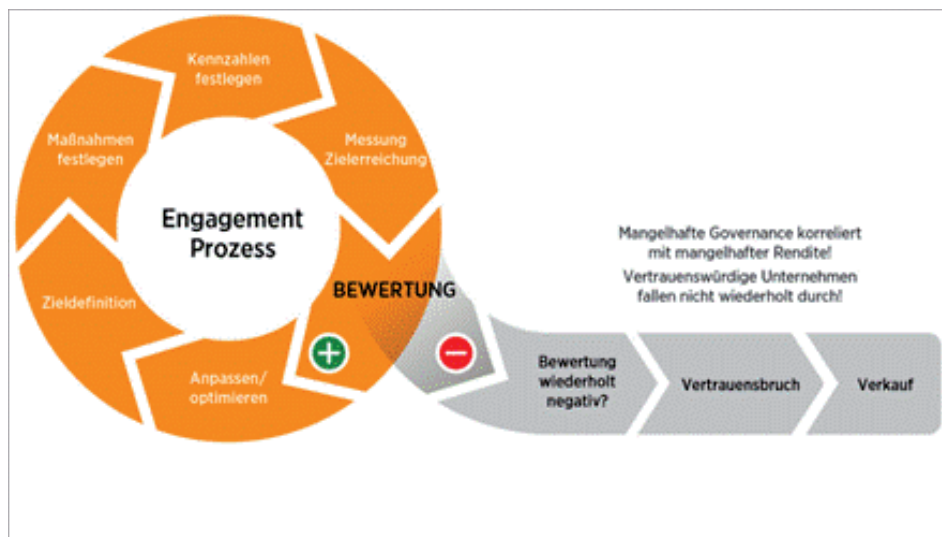 Kennzahlen
festlegen
Maßnahmen
festlegen
Messung
Zielerreichung
Engagement
Prozess
Mangelhafte Governance korreliert
mit mangelhafter Rendite!
Vertrauenswürdige Unternehmen
fallen nicht wiederholt durch!
Zieldefinition
BEWERTUNG
Anpassen/
optimieren
Bewertung
wiederholt
negativ?
Vertrauensbruch
Verkauf